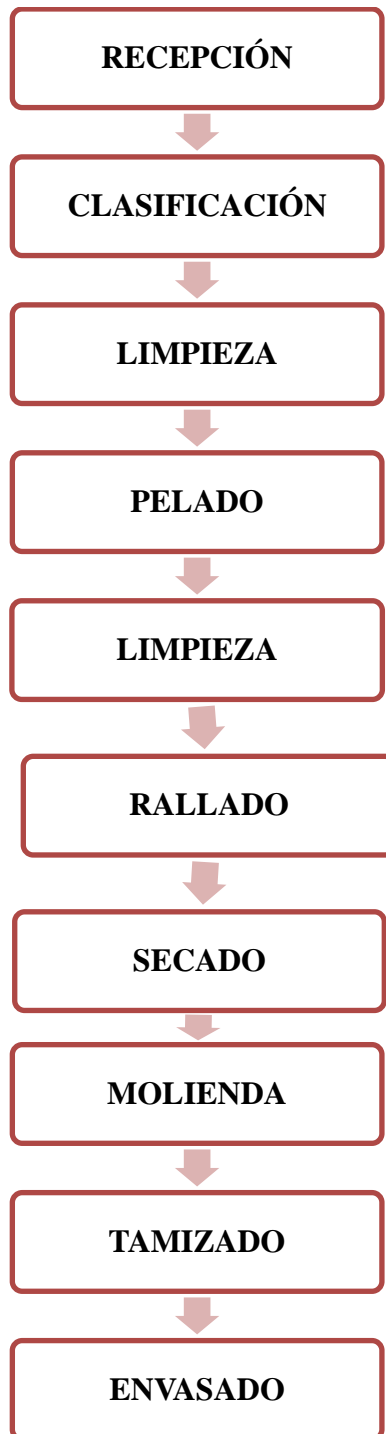 RECEPCIÓN
CLASIFICACIÓN
LIMPIEZA
PELADO
LIMPIEZA
RALLADO
SECADO
MOLIENDA
TAMIZADO
ENVASADO